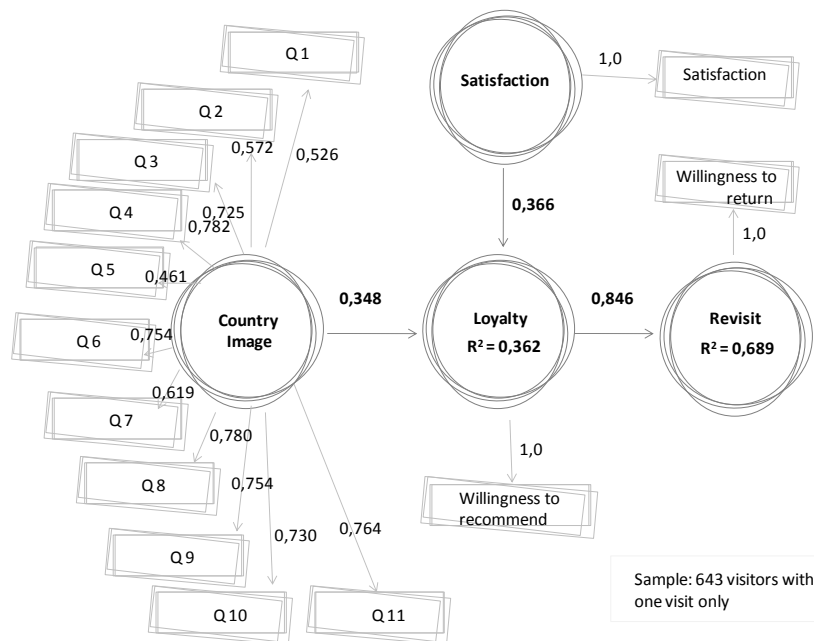 Q 1
Satisfaction
1,0
Satisfaction
Q 2
0,572
0,526
Q 3
Willingness to
return
Q 4
0,725
0,782
0,366
1,0
Q 5
0,461
Country
Image
0,348
Loyalty
R² = 0,362
0,846
Revisit
R² = 0,689
Q 6
0,754
0,619
Q 7
0,780
1,0
Q 8
0,754
Willingness to
recommend
0,730
0,764
Q 9
Q 10
Q 11
Sample: 643 visitors with
one visit only